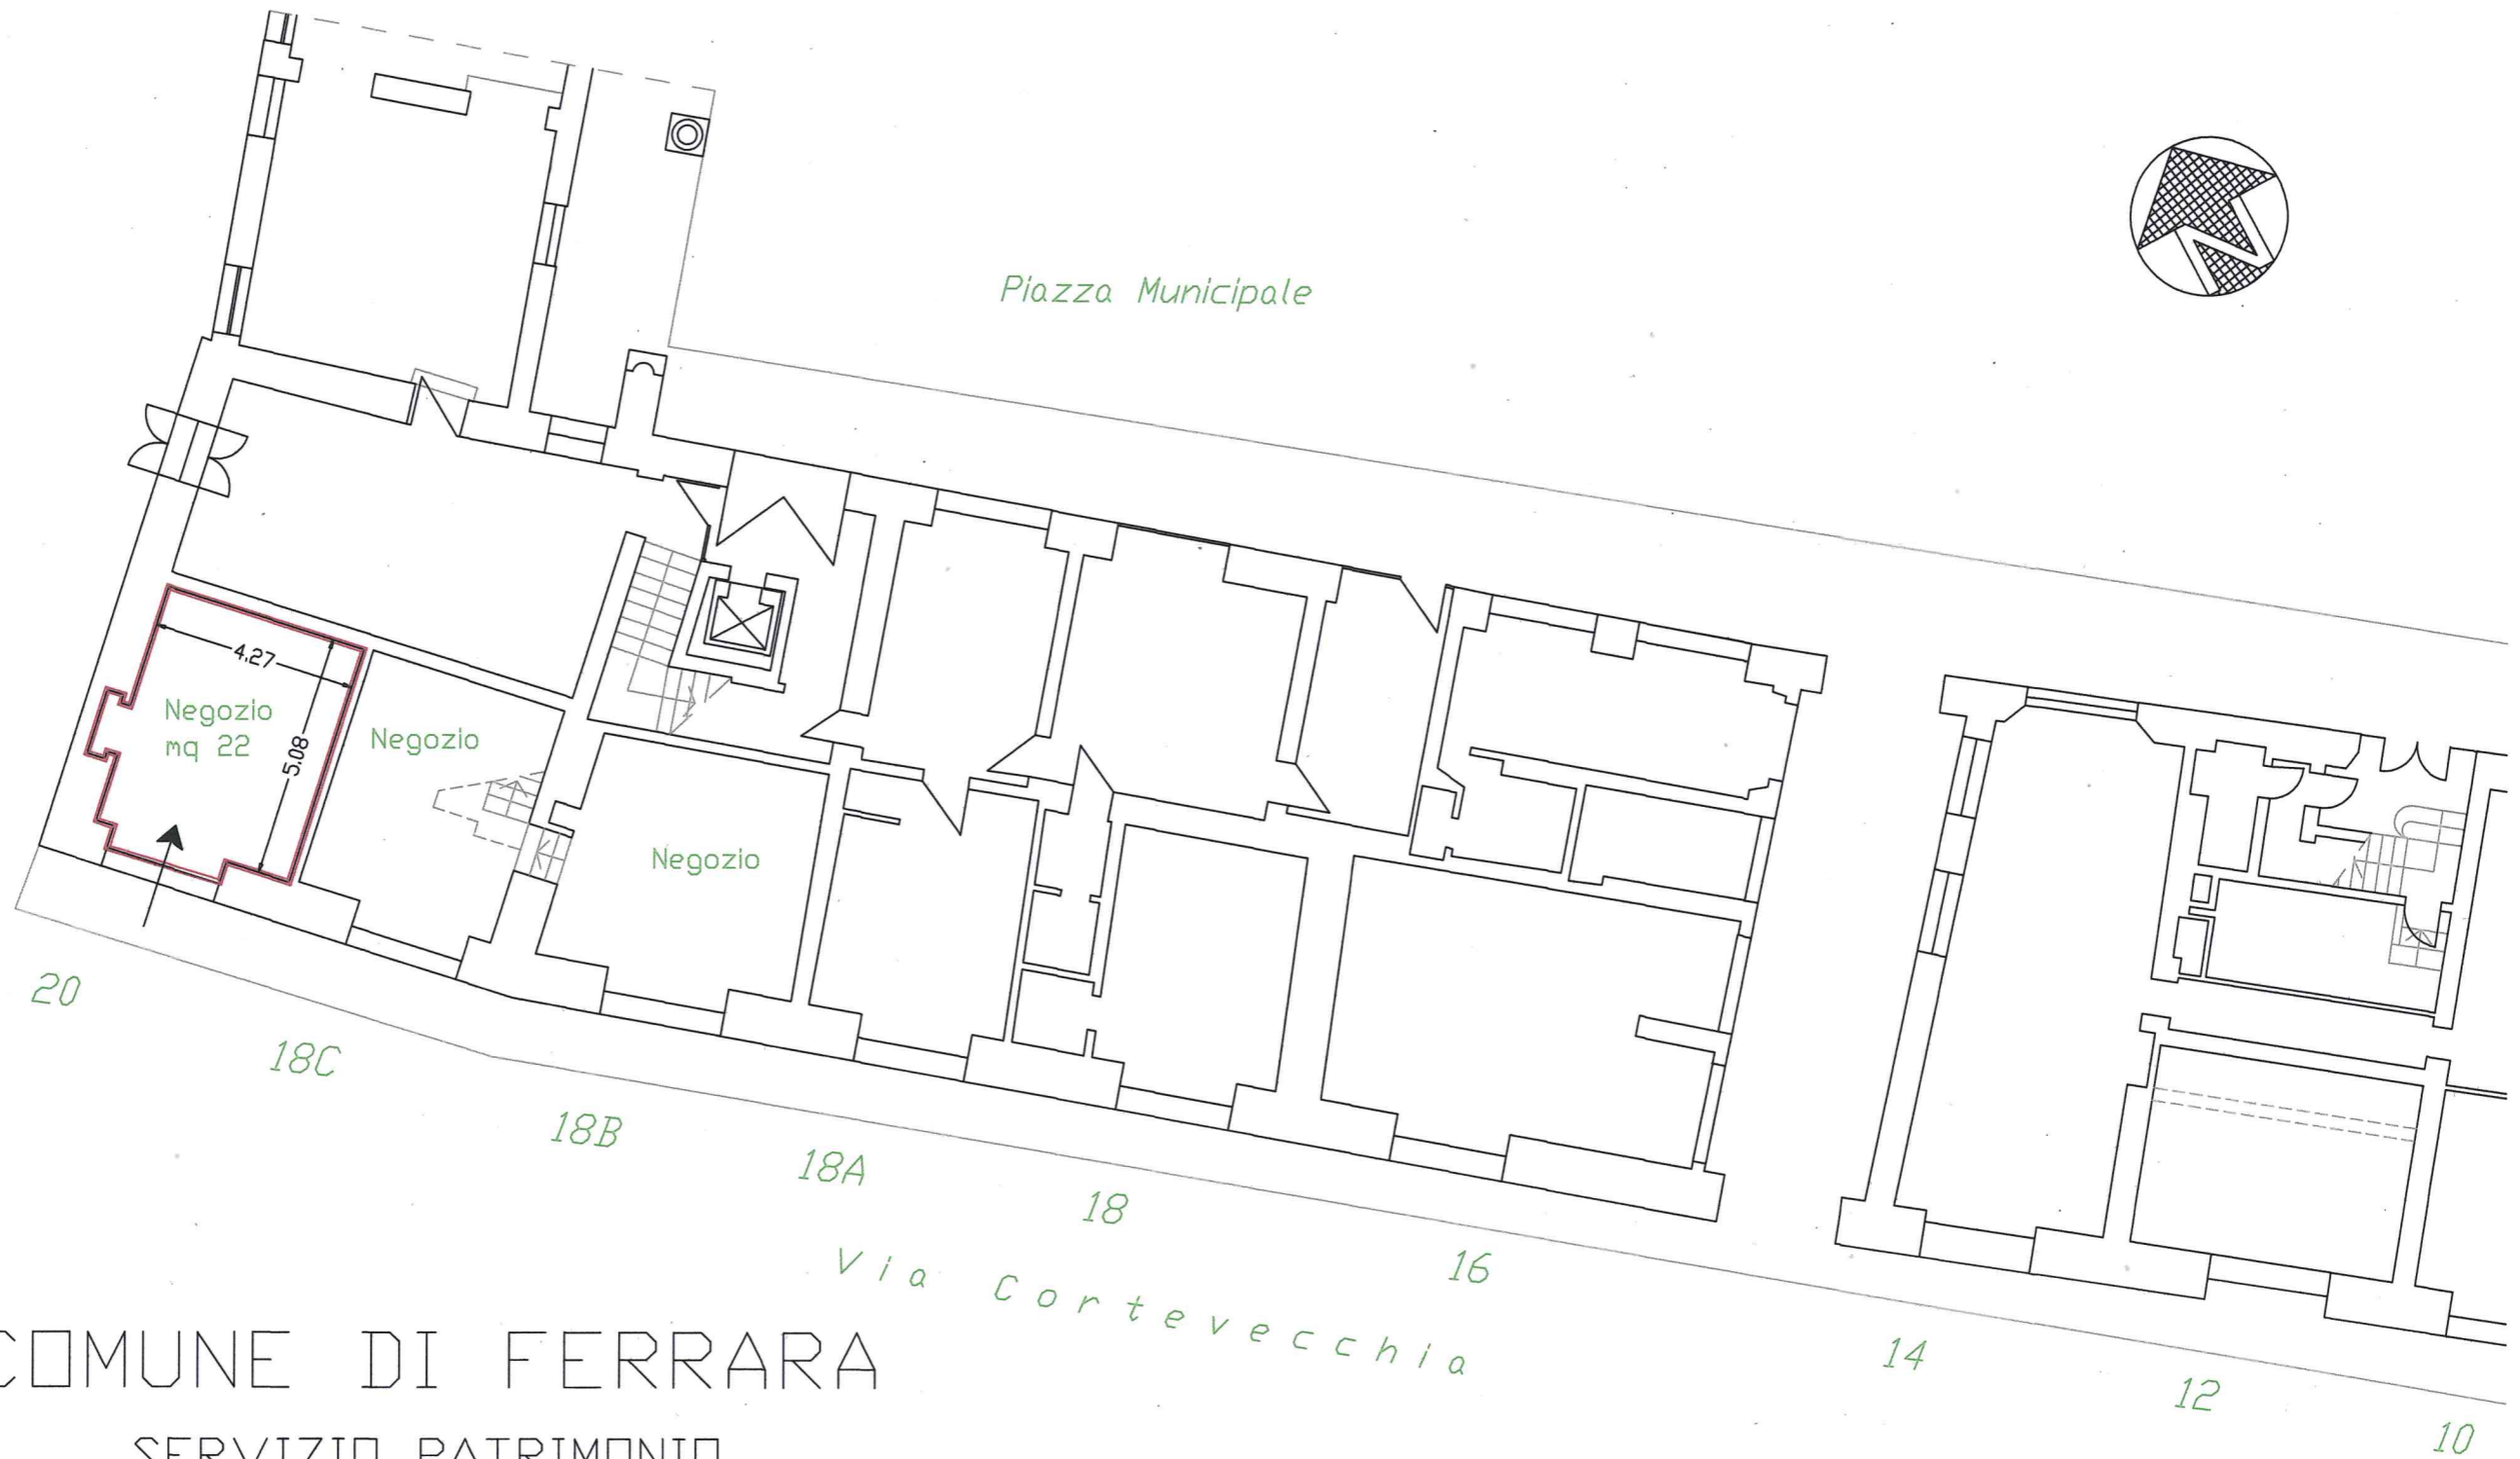 Piazza Municipale
N
4.27
5.08
Negozio
mq 22
Negozio
Negozio
20
18C
18B
18A
18
16
14
12
10
Via Cortevecchia
COMUNE DI FERRARA
SERVIZIO PATRIMONIO